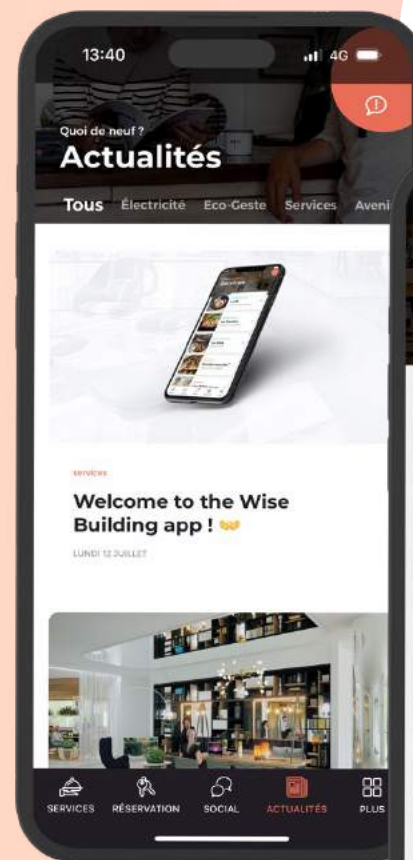 13:40
4G
Quoi de neuf ?
Actualités
Tous Électricité Eco-Geste Services Aveni
services
Welcome to the Wise
Building app ! 🤝
LUNDI 12 JUILLET
SERVICES RÉSERVATION SOCIAL ACTUALITÉS PLUS